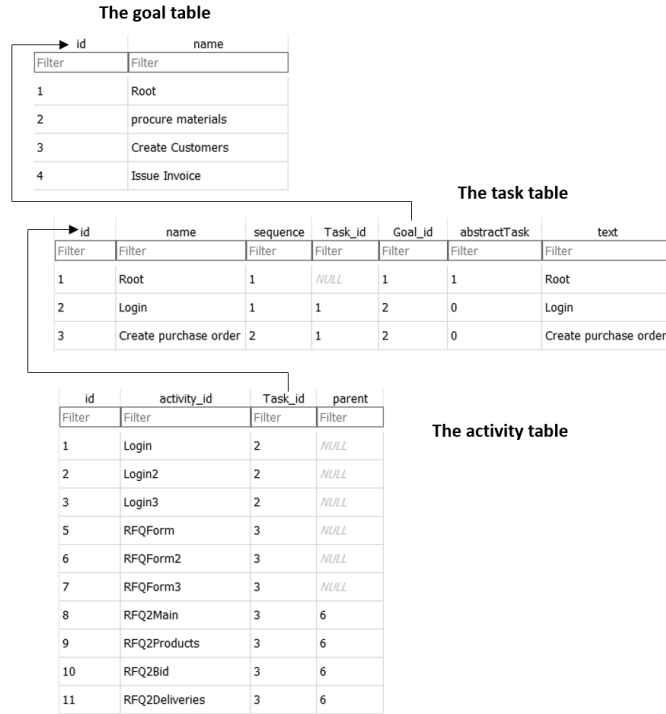 The goal table
id name
Filter Filter
1 Root
2 procure materials
3 Create Customers
4 Issue Invoice
The task table
id name sequence Task_id Goal_id abstractTask text
Filter Filter Filter Filter Filter Filter Filter
1 Root 1 NULL 1 1 Root
2 Login 1 1 2 0 Login
3 Create purchase order 2 1 2 0 Create purchase order
id activity_id Task_id parent
Filter Filter Filter Filter
The activity table
1 Login 2 NULL
2 Login2 2 NULL
3 Login3 2 NULL
5 RFQForm 3 NULL
6 RFQForm2 3 NULL
7 RFQForm3 3 NULL
8 RFQ2Main 3 6
9 RFQ2Products 3 6
10 RFQ2Bid 3 6
11 RFQ2Deliveries 3 6